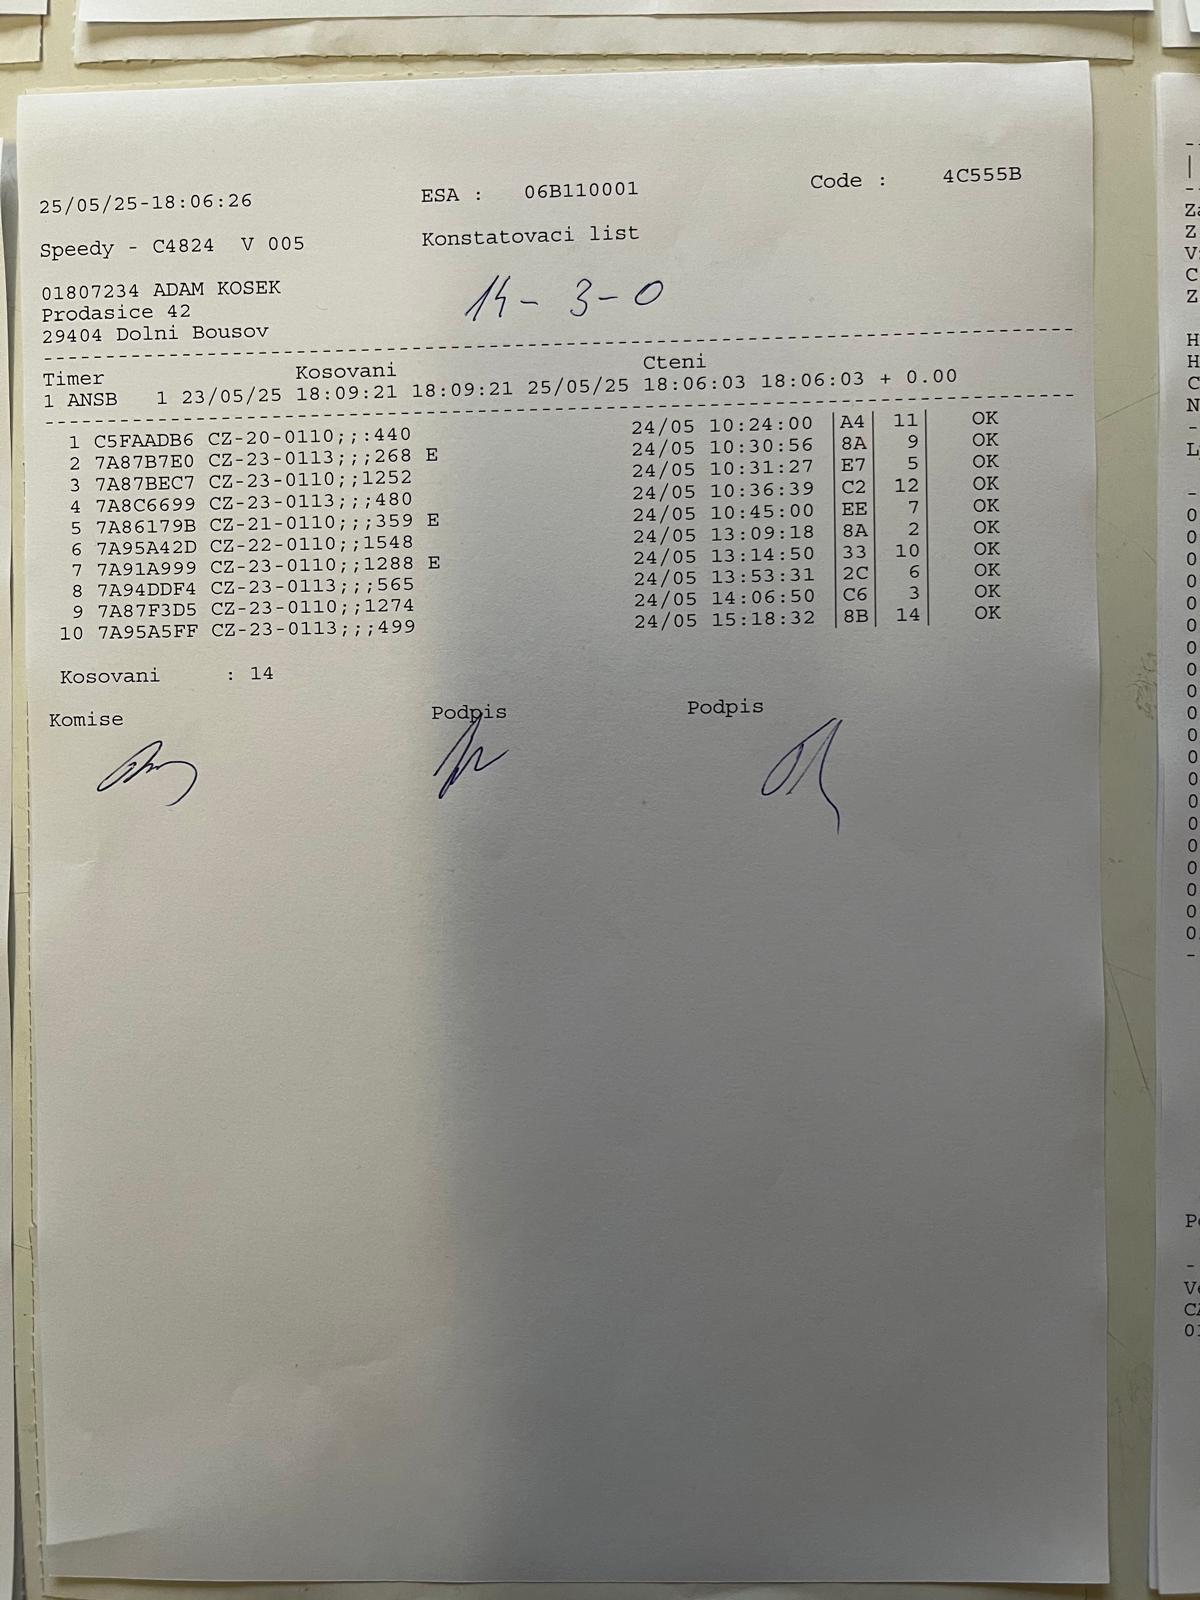 25/05/25-18:06:26 ESA : 06B110001 Code : 4C555B
Speedy - C4824 V 005 Konstatovaci list
01807234 ADAM KOSEK
Prodasice 42
29404 Dolni Bousov
14- 3-0
Timer Kosovani Cteni
1 ANSB 1 23/05/25 18:09:21 18:09:21 25/05/25 18:06:03 18:06:03 + 0.00
1 C5FAADB6 CZ-20-0110;;:440 24/05 10:24:00 |A4| 11| OK
2 7A87B7E0 CZ-23-0113;;;268 E 24/05 10:30:56 |8A| 9| OK
3 7A87BEC7 CZ-23-0110;;1252 24/05 10:31:27 |E7| 5| OK
4 7A8C6699 CZ-23-0113;;;480 24/05 10:36:39 |C2| 12| OK
5 7A86179B CZ-21-0110;;;359 E 24/05 10:45:00 |EE| 7| OK
6 7A95A42D CZ-22-0110;;1548 24/05 13:09:18 |8A| 2| OK
7 7A91A999 CZ-23-0110;;1288 E 24/05 13:14:50 |33| 10| OK
8 7A94DDF4 CZ-23-0113;;;565 24/05 13:53:31 |2C| 6| OK
9 7A87F3D5 CZ-23-0110;;1274 24/05 14:06:50 |C6| 3| OK
10 7A95A5FF CZ-23-0113;;;499 24/05 15:18:32 |8B| 14| OK
Kosovani : 14
Komise Podpis Podpis